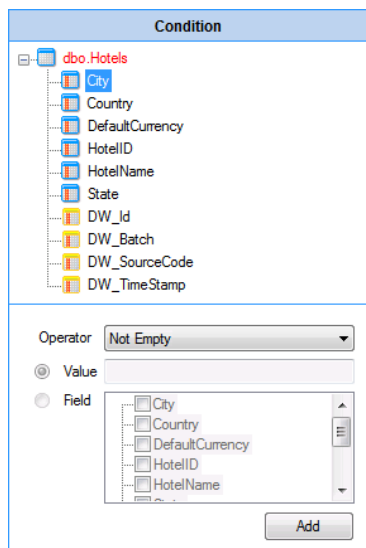 Condition
dbo.Hotels
City
Country
DefaultCurrency
HotelID
HotelName
State
DW_Id
DW_Batch
DW_SourceCode
DW_TimeStamp
Operator Not Empty
Value
Field
City
Country
DefaultCurrency
HotelID
HotelName
Add